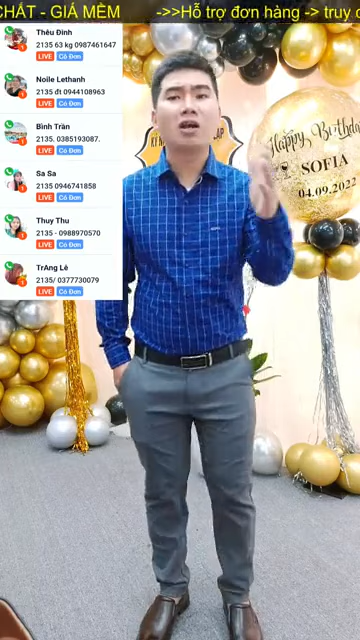 CHẤT - GIÁ MỀM ->>Hỗ trợ đơn hàng -> truy c
Thêu Đinh
2135 63 kg 0987461647
LIVE Có Đơn
Noile Lethanh
2135 đt 0944108963
LIVE Có Đơn
Bình Trân
2135. 0385193087.
LIVE Có Đơn
Sa Sa
2135 0946741858
LIVE Có Đơn
Thuy Thu
2135 - 0988970570
LIVE Có Đơn
TrAng Lê
2135/ 0377730079
LIVE Có Đơn
Happy Birthday
SOFIA
04.09.2022